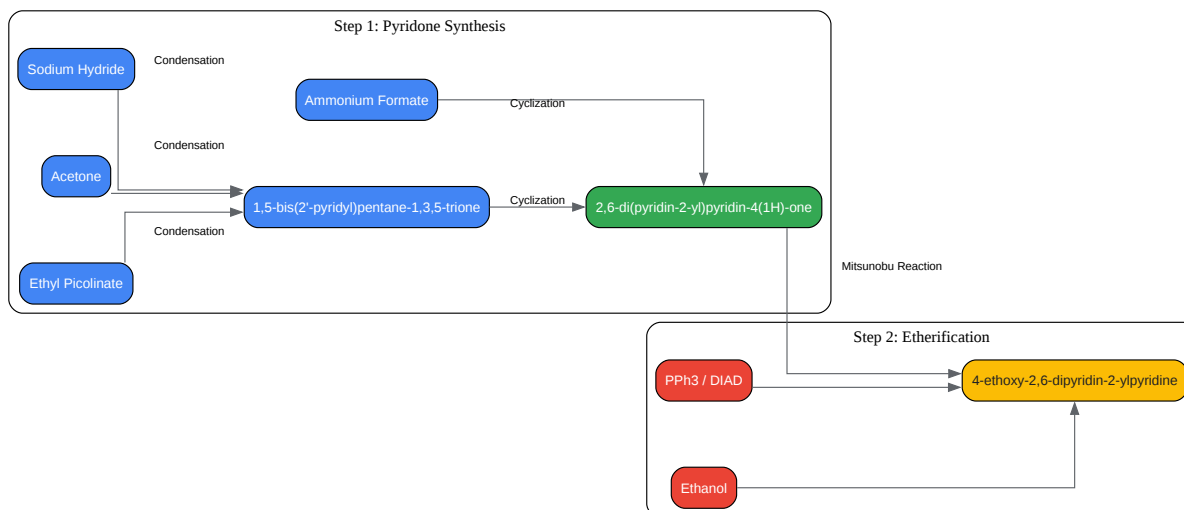 Step 1: Pyridone Synthesis
Sodium Hydride
Condensation
Ammonium Formate
Cyclization
Condensation
Acetone
1,5-bis(2'-pyridyl)pentane-1,3,5-trione
Cyclization
2,6-di(pyridin-2-yl)pyridin-4(1H)-one
Condensation
Ethyl Picolinate
Mitsunobu Reaction
Step 2: Etherification
PPh3 / DIAD
4-ethoxy-2,6-dipyridin-2-ylpyridine
Ethanol